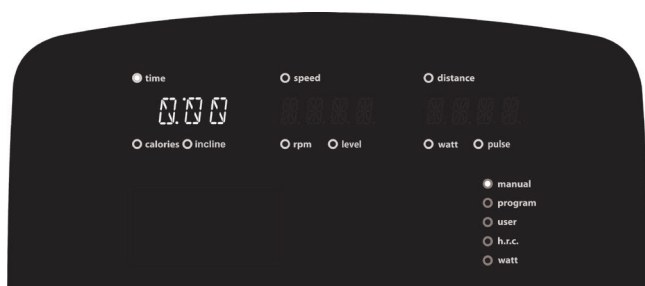 time speed distance
0:00
calories incline rpm level watt pulse
manual
program
user
h.r.c.
watt